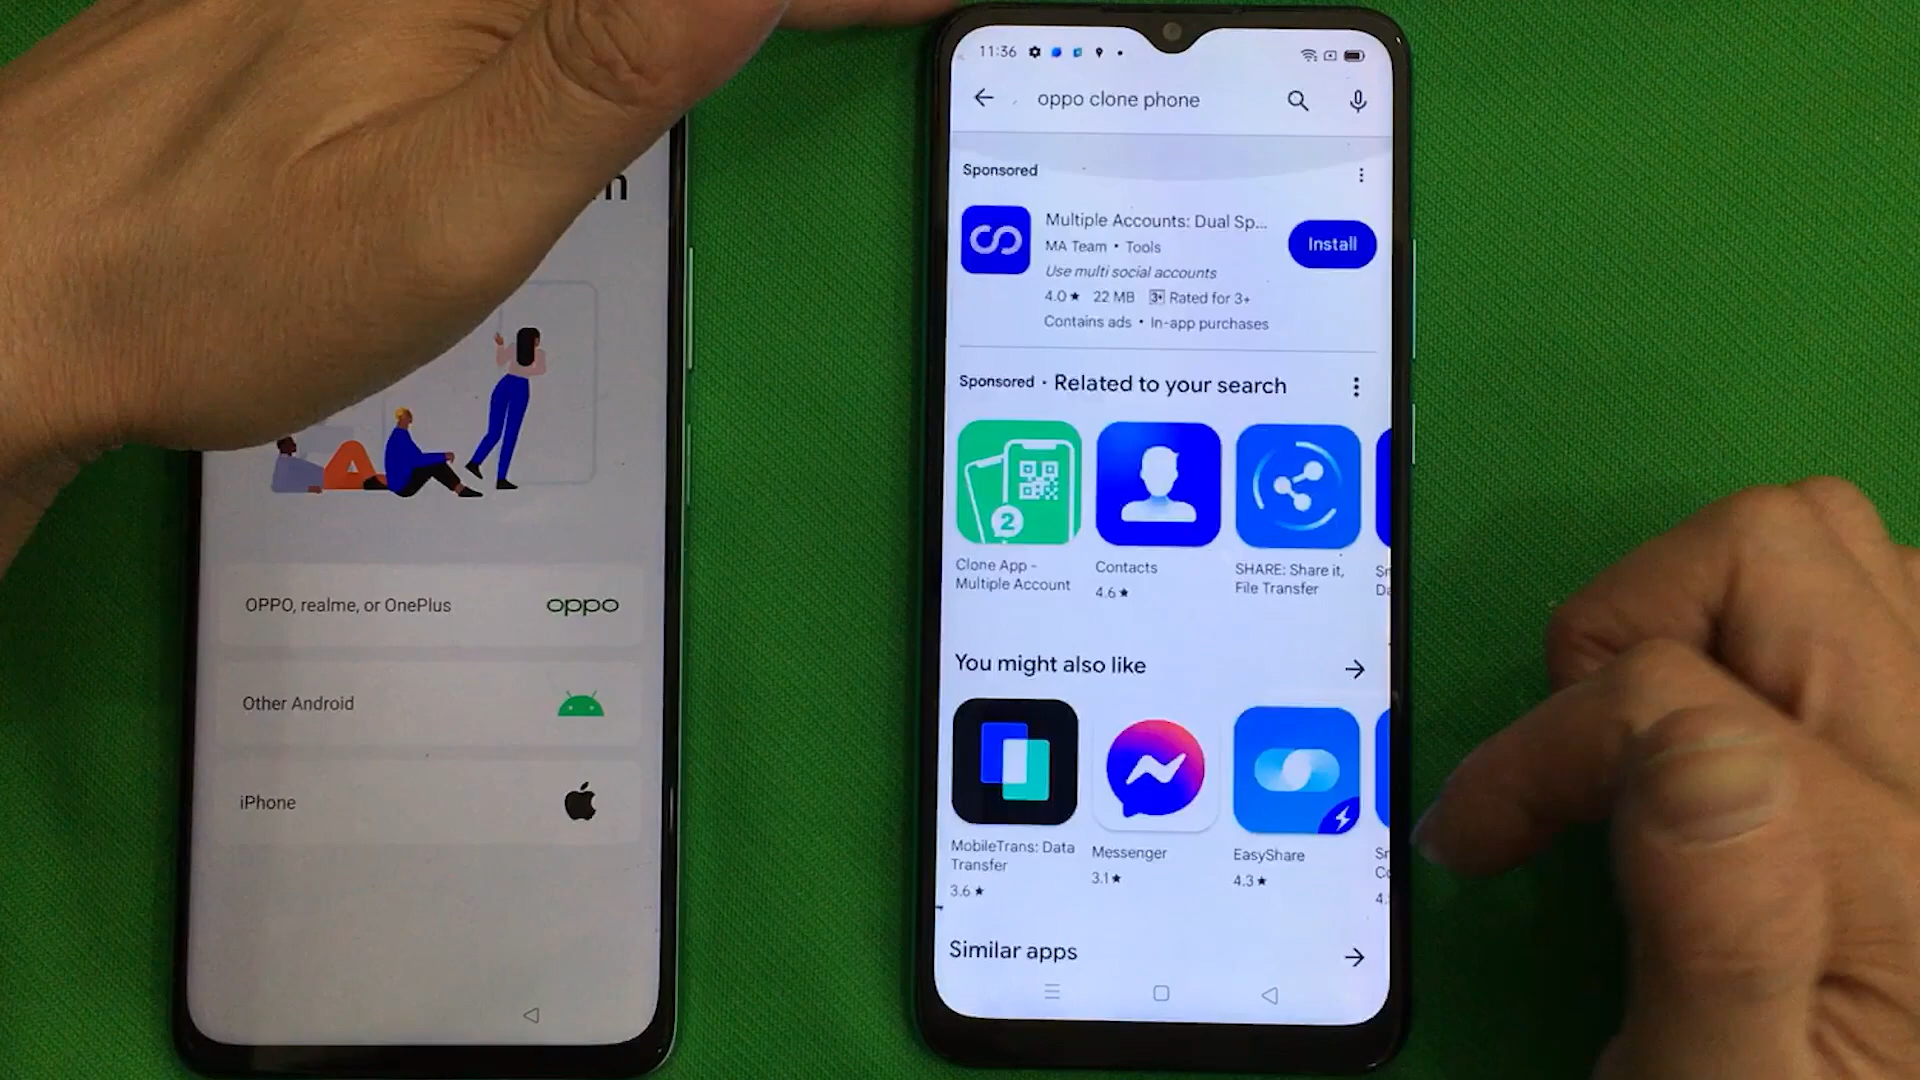 OPPO, realme, or OnePlus
oppo
Other Android
iPhone
11:36
oppo clone phone
Sponsored
Multiple Accounts: Dual Sp...
MA Team • Tools
Install
Use multi social accounts
4.0★ 22 MB 3+ Rated for 3+
Contains ads • In-app purchases
Sponsored · Related to your search
2
Clone App -
Multiple Account
Contacts
4.6★
SHARE: Share it,
File Transfer
You might also like
MobileTrans: Data
Transfer
3.6★
Messenger
3.1★
EasyShare
4.3★
Similar apps